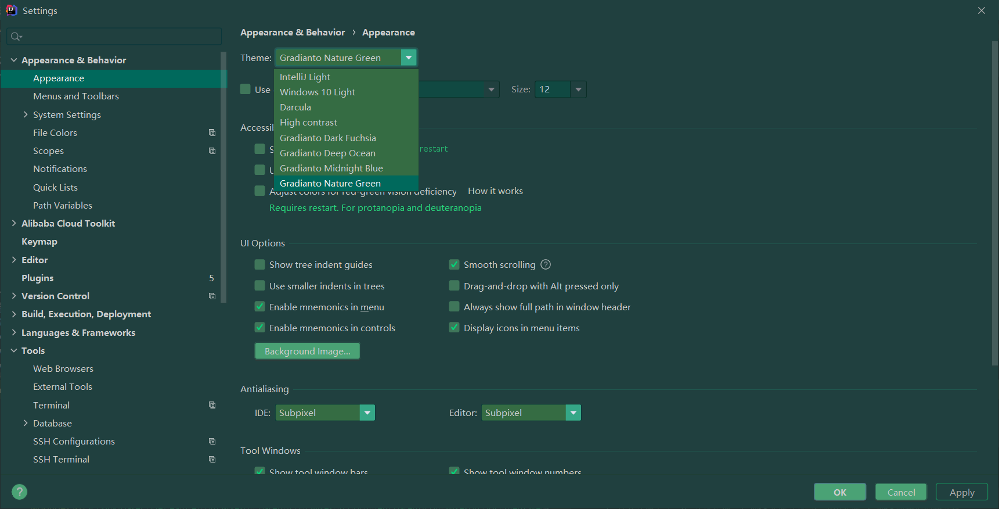 Settings
Appearance & Behavior
Appearance
Menus and Toolbars
System Settings
File Colors
Scopes
Notifications
Quick Lists
Path Variables
Alibaba Cloud Toolkit
Keymap
Editor
Plugins 5
Version Control
Build, Execution, Deployment
Languages & Frameworks
Tools
Web Browsers
External Tools
Terminal
Database
SSH Configurations
SSH Terminal
Appearance & Behavior › Appearance
Theme: Gradianto Nature Green
IntelliJ Light
Windows 10 Light
Darcula
High contrast
Gradianto Dark Fuchsia
Gradianto Deep Ocean
Gradianto Midnight Blue
Gradianto Nature Green
Use Size: 12
restart
Adjust colors for red-green vision deficiency How it works
Requires restart. For protanopia and deuteranopia
UI Options
Show tree indent guides Smooth scrolling ?
Use smaller indents in trees Drag-and-drop with Alt pressed only
Enable mnemonics in menu Always show full path in window header
Enable mnemonics in controls Display icons in menu items
Background Image...
Antialiasing
IDE: Subpixel Editor: Subpixel
Tool Windows
Show tool window bars Show tool window numbers
? OK Cancel Apply